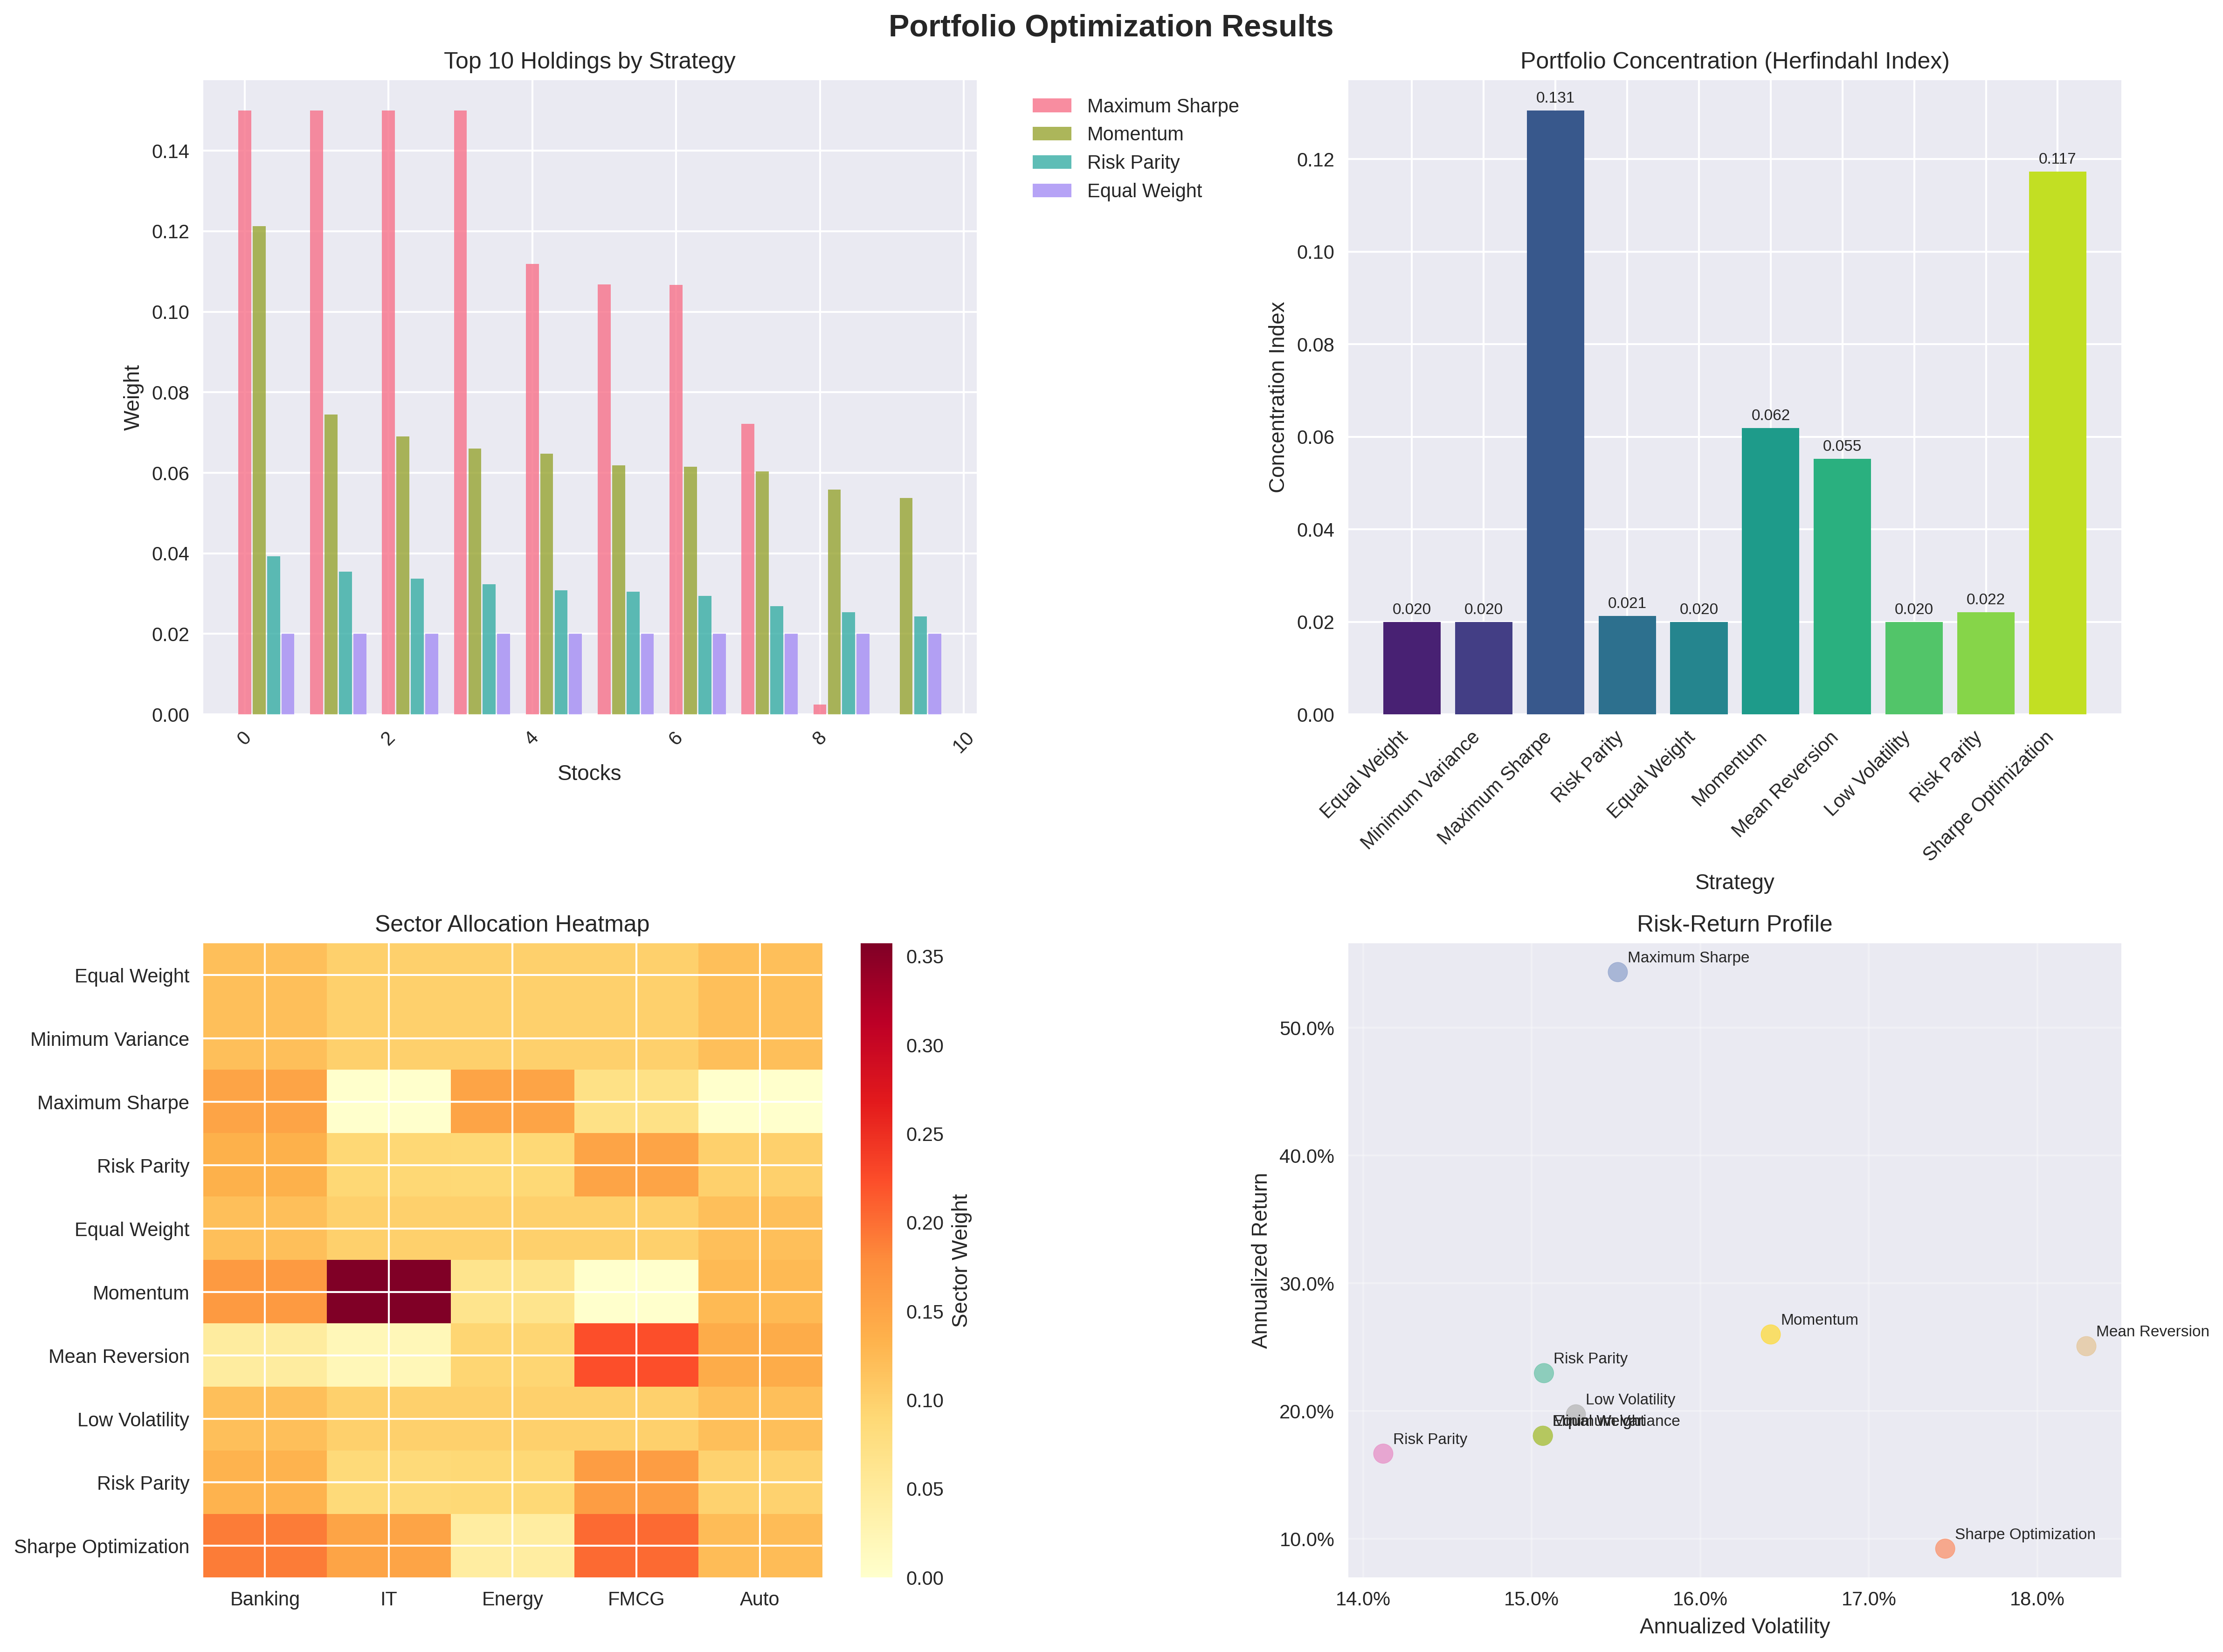 Portfolio Optimization Results
Top 10 Holdings by Strategy
Weight
0.14
0.12
0.10
0.08
0.06
0.04
0.02
0.00
0
2
4
6
8
10
Stocks
Maximum Sharpe
Momentum
Risk Parity
Equal Weight
Portfolio Concentration (Herfindahl Index)
Concentration Index
0.12
0.10
0.08
0.06
0.04
0.02
0.00
0.020
0.020
0.131
0.021
0.020
0.062
0.055
0.020
0.022
0.117
Equal Weight
Minimum Variance
Maximum Sharpe
Risk Parity
Equal Weight
Momentum
Mean Reversion
Low Volatility
Risk Parity
Sharpe Optimization
Strategy
Sector Allocation Heatmap
Equal Weight
Minimum Variance
Maximum Sharpe
Risk Parity
Equal Weight
Momentum
Mean Reversion
Low Volatility
Risk Parity
Sharpe Optimization
Banking
IT
Energy
FMCG
Auto
0.35
0.30
0.25
0.20
0.15
0.10
0.05
0.00
Sector Weight
Risk-Return Profile
Annualized Return
50.0%
40.0%
30.0%
20.0%
10.0%
Maximum Sharpe
Momentum
Mean Reversion
Risk Parity
Low Volatility
Equal Weight
Minimum Variance
Risk Parity
Sharpe Optimization
14.0%
15.0%
16.0%
17.0%
18.0%
Annualized Volatility